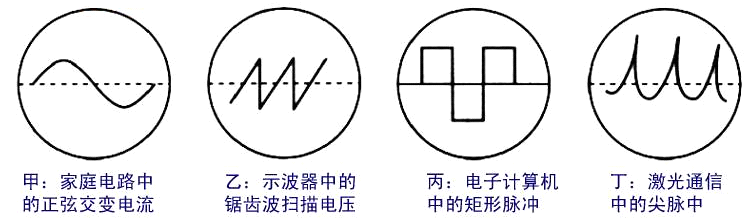 甲：家庭电路中
的正弦交变电流
乙：示波器中的
锯齿波扫描电压
丙：电子计算机
中的矩形脉冲
丁：激光通信
中的尖脉中